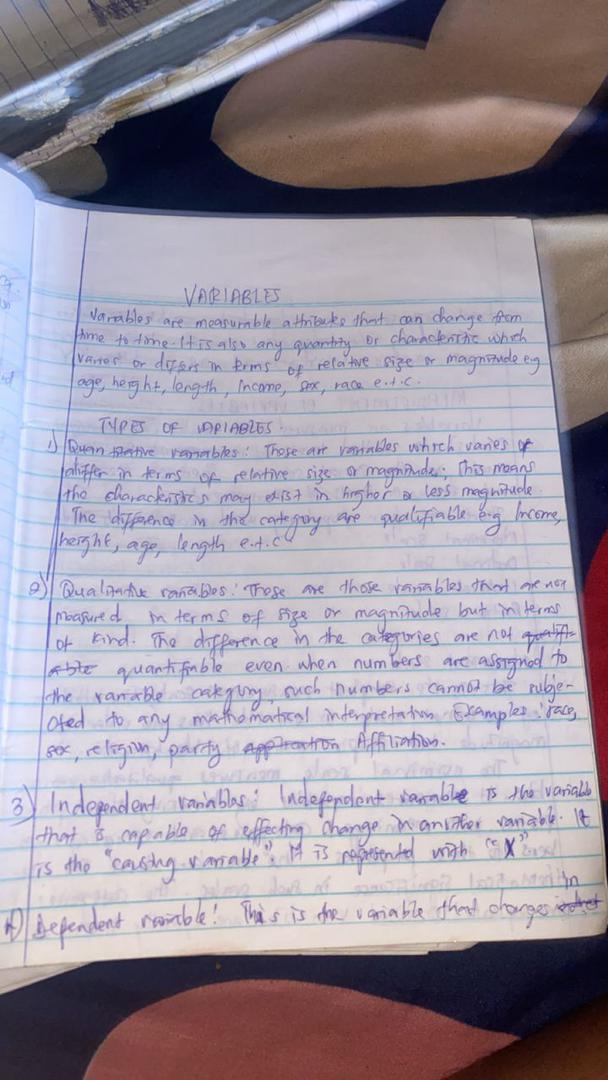 VARIABLES
Variables are measurable attributes that can change from
time to time. It is also any quantity or characteristic which
varies or differs in terms of relative size or magnitude e.g
age, height, length, Income, sex, race e.t.c.
TYPES OF VARIABLES:
1) Quantitative variables: These are variables which varies or
differ in terms of relative size or magnitude; This means
the characteristics may exist in higher or less magnitude.
The difference in the category are qualifiable e.g Income,
height, age, length e.t.c
2) Qualitative variables: These are those variables that are not
measured in terms of size or magnitude but in terms
of kind. The difference in the categories are not
quantifiable even when numbers are assigned to
the variable category, such numbers cannot be subje-
cted to any mathematical interpretation. Examples: race,
sex, religion, party Affiliation.
3) Independent variables: Independent variable is the variable
that is capable of effecting change in another variable. It
is the "causing variable". It is represented with "X"
4) Dependent variable: This is the variable that changes in